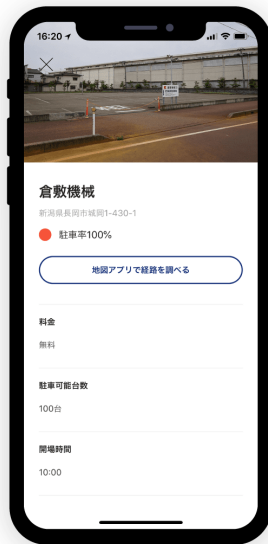 16:20
倉敷機械
新潟県長岡市城岡1-430-1
駐車率100%
地図アプリで経路を調べる
料金
無料
駐車可能台数
100台
開場時間
10:00